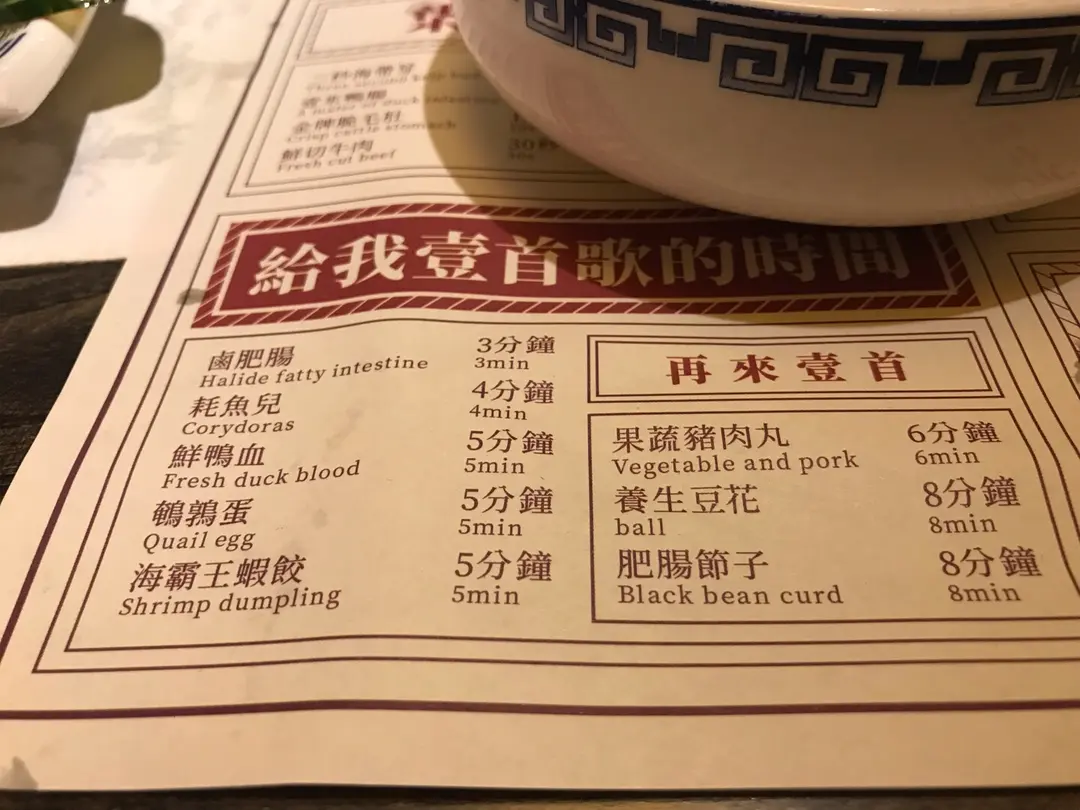 鮮切牛肉
Fresh cut beef
給我壹首歌的時間
鹵肥腸 3分鐘
Halide fatty intestine 3min
耗魚兒 4分鐘
Corydoras 4min
鮮鴨血 5分鐘
Fresh duck blood 5min
鵪鶉蛋 5分鐘
Quail egg 5min
海霸王蝦餃 5分鐘
Shrimp dumpling 5min
再來壹首
果蔬豬肉丸 6分鐘
Vegetable and pork 6min
養生豆花 8分鐘
ball 8min
肥腸節子 8分鐘
Black bean curd 8min